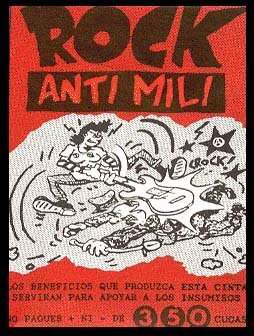 ROCK
ANTI MILI
CROCK!
LOS BENEFICIOS QUE PRODUZCA ESTA CINTA
SERVIRAN PARA APOYAR A LOS INSUMISOS
NO PAGUES + NI - DE 350 CUCAS